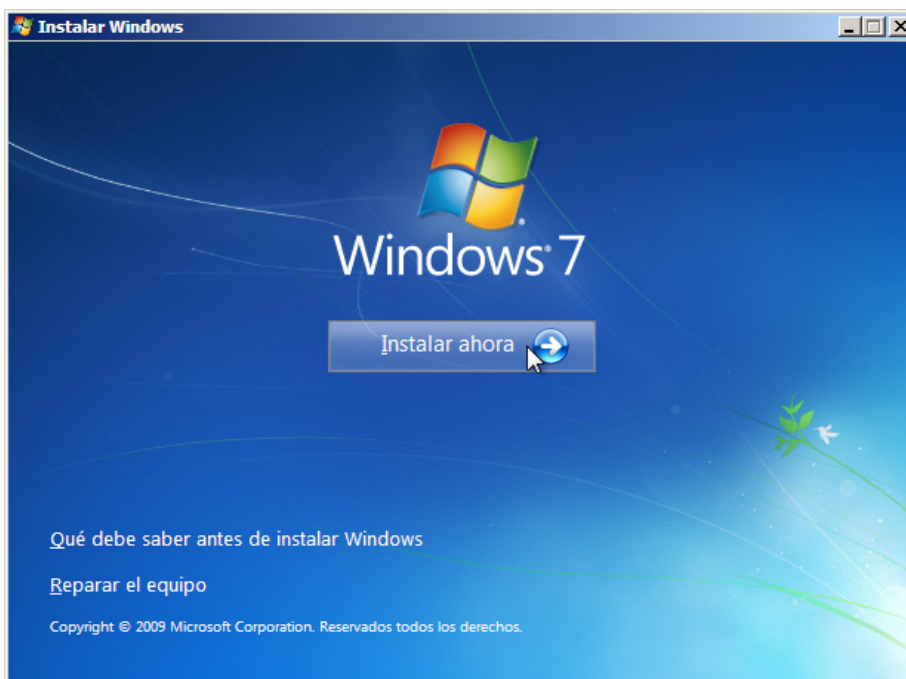 Instalar Windows
Windows® 7
Instalar ahora
Qué debe saber antes de instalar Windows
Reparar el equipo
Copyright © 2009 Microsoft Corporation. Reservados todos los derechos.